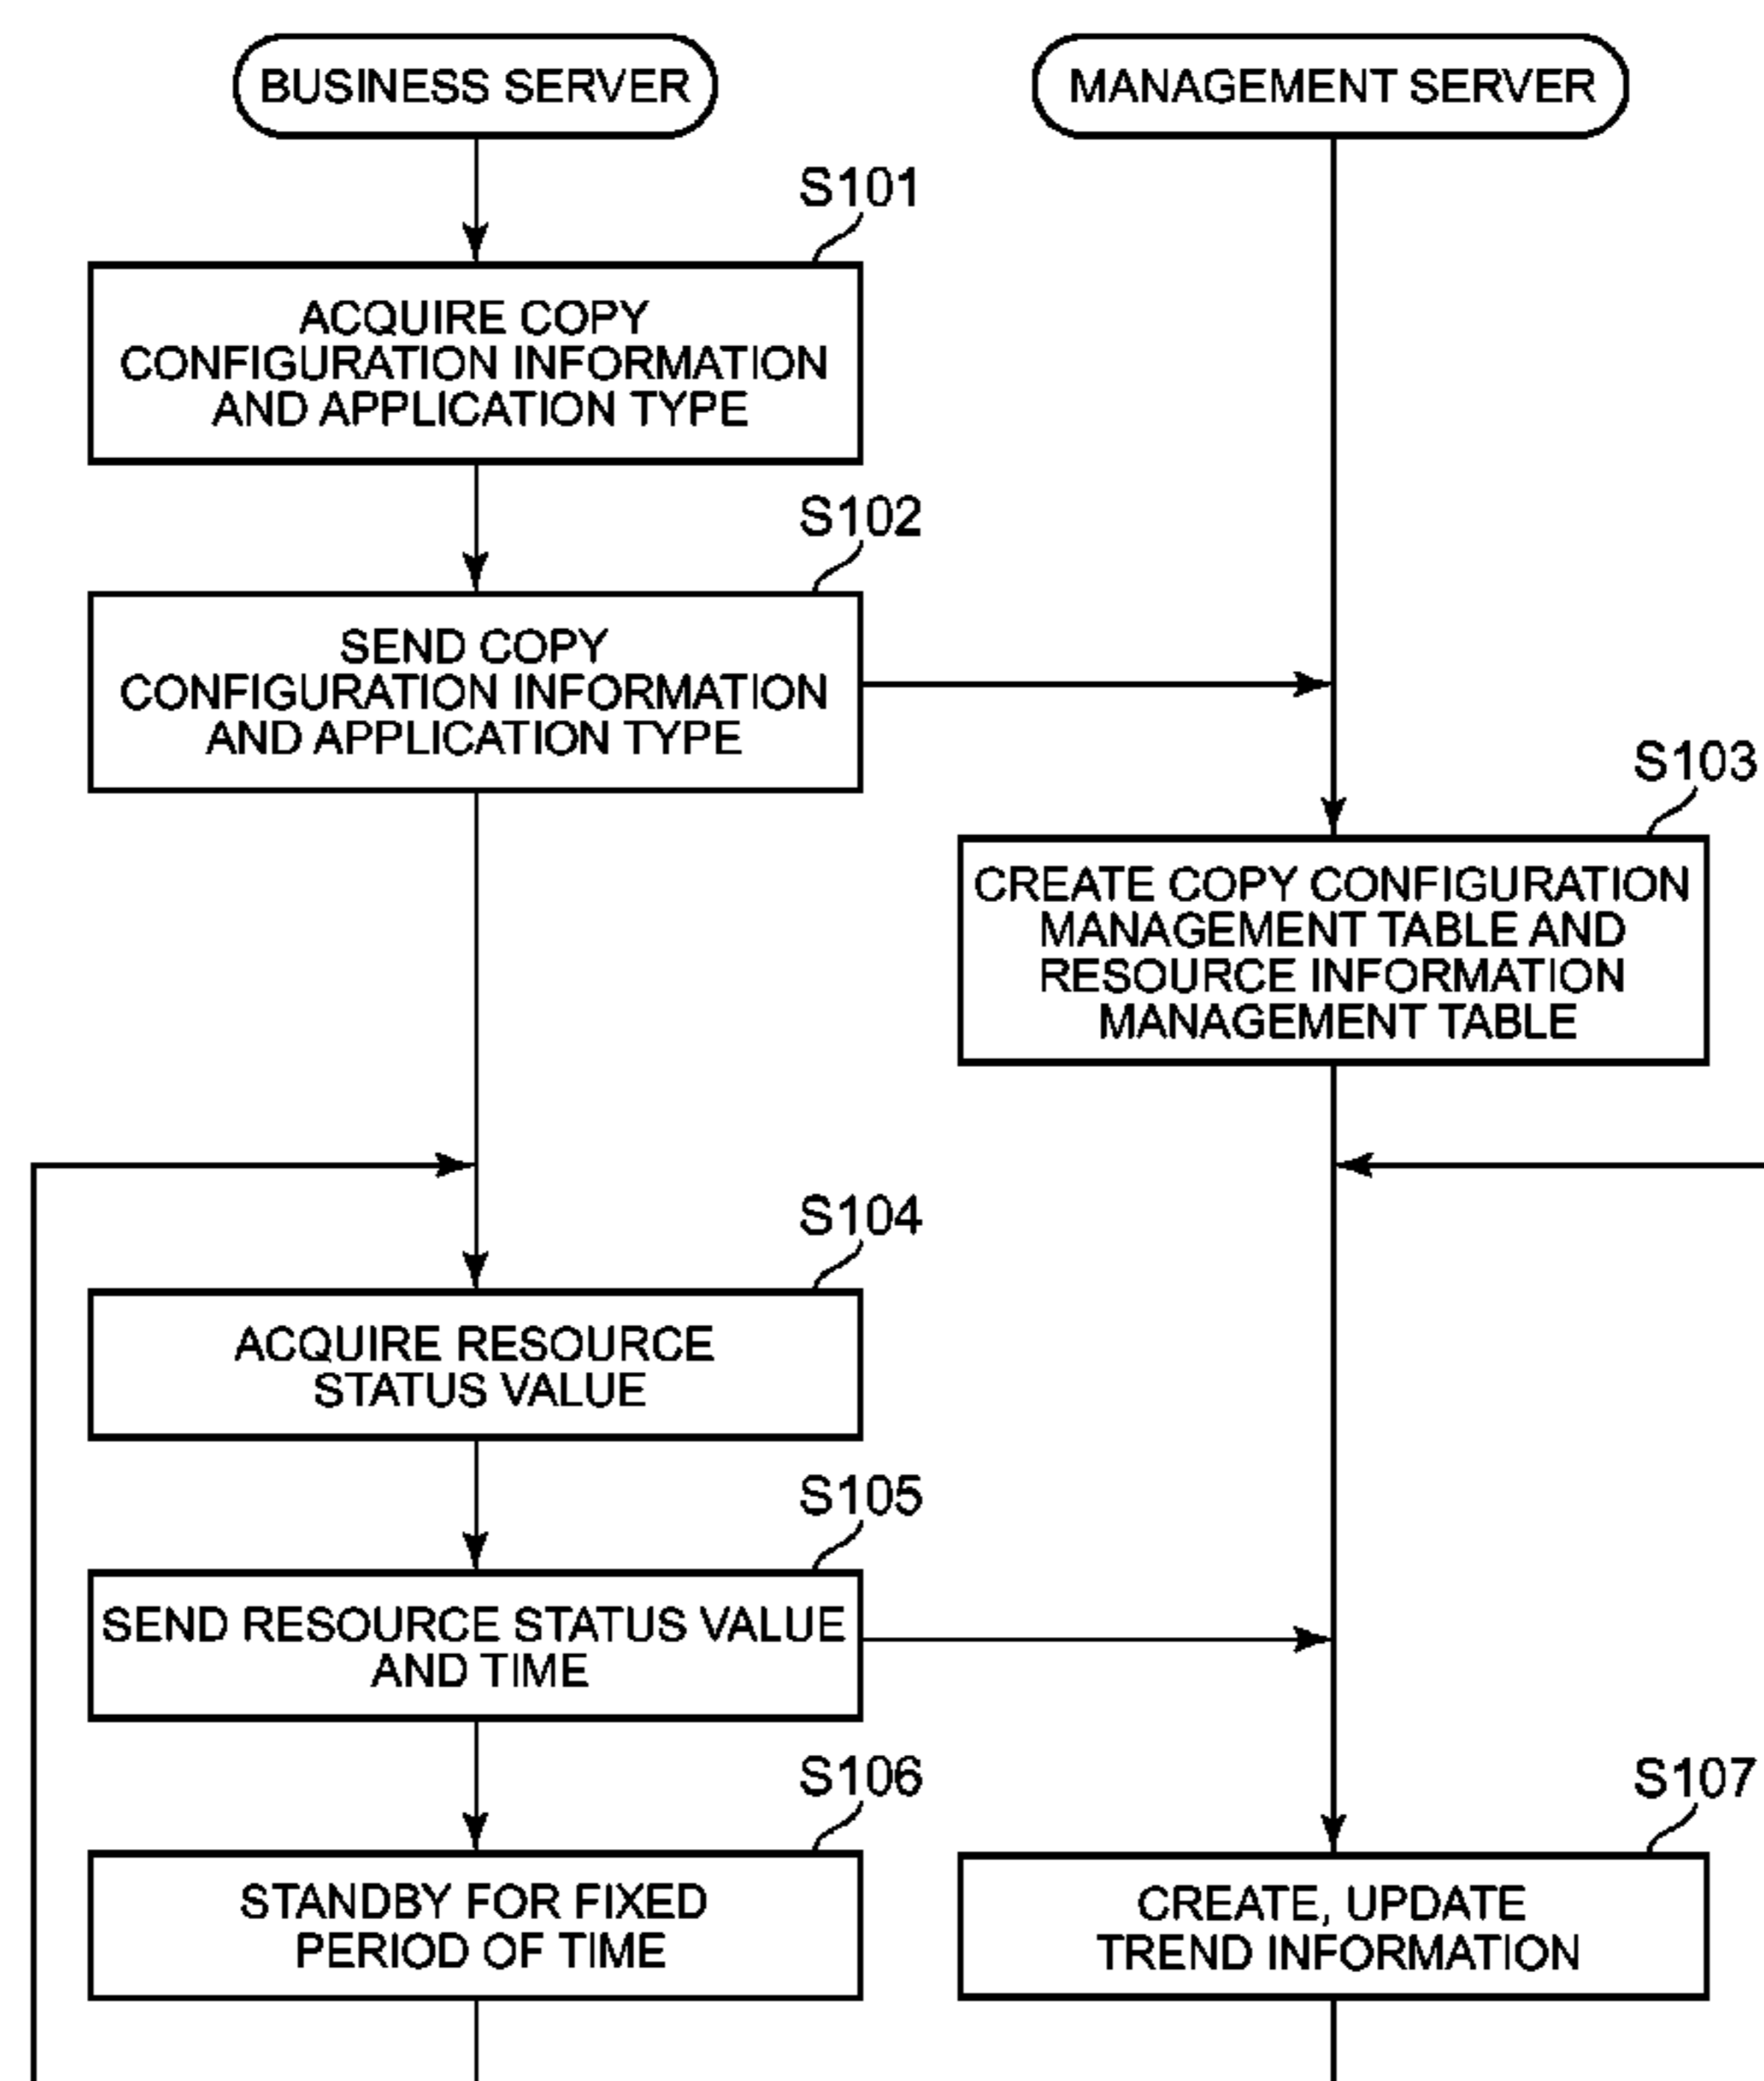 BUSINESS SERVER
MANAGEMENT SERVER
S101
ACQUIRE COPY
CONFIGURATION INFORMATION
AND APPLICATION TYPE
S102
SEND COPY
CONFIGURATION INFORMATION
AND APPLICATION TYPE
S103
CREATE COPY CONFIGURATION
MANAGEMENT TABLE AND
RESOURCE INFORMATION
MANAGEMENT TABLE
S104
ACQUIRE RESOURCE
STATUS VALUE
S105
SEND RESOURCE STATUS VALUE
AND TIME
S106
STANDBY FOR FIXED
PERIOD OF TIME
S107
CREATE, UPDATE
TREND INFORMATION